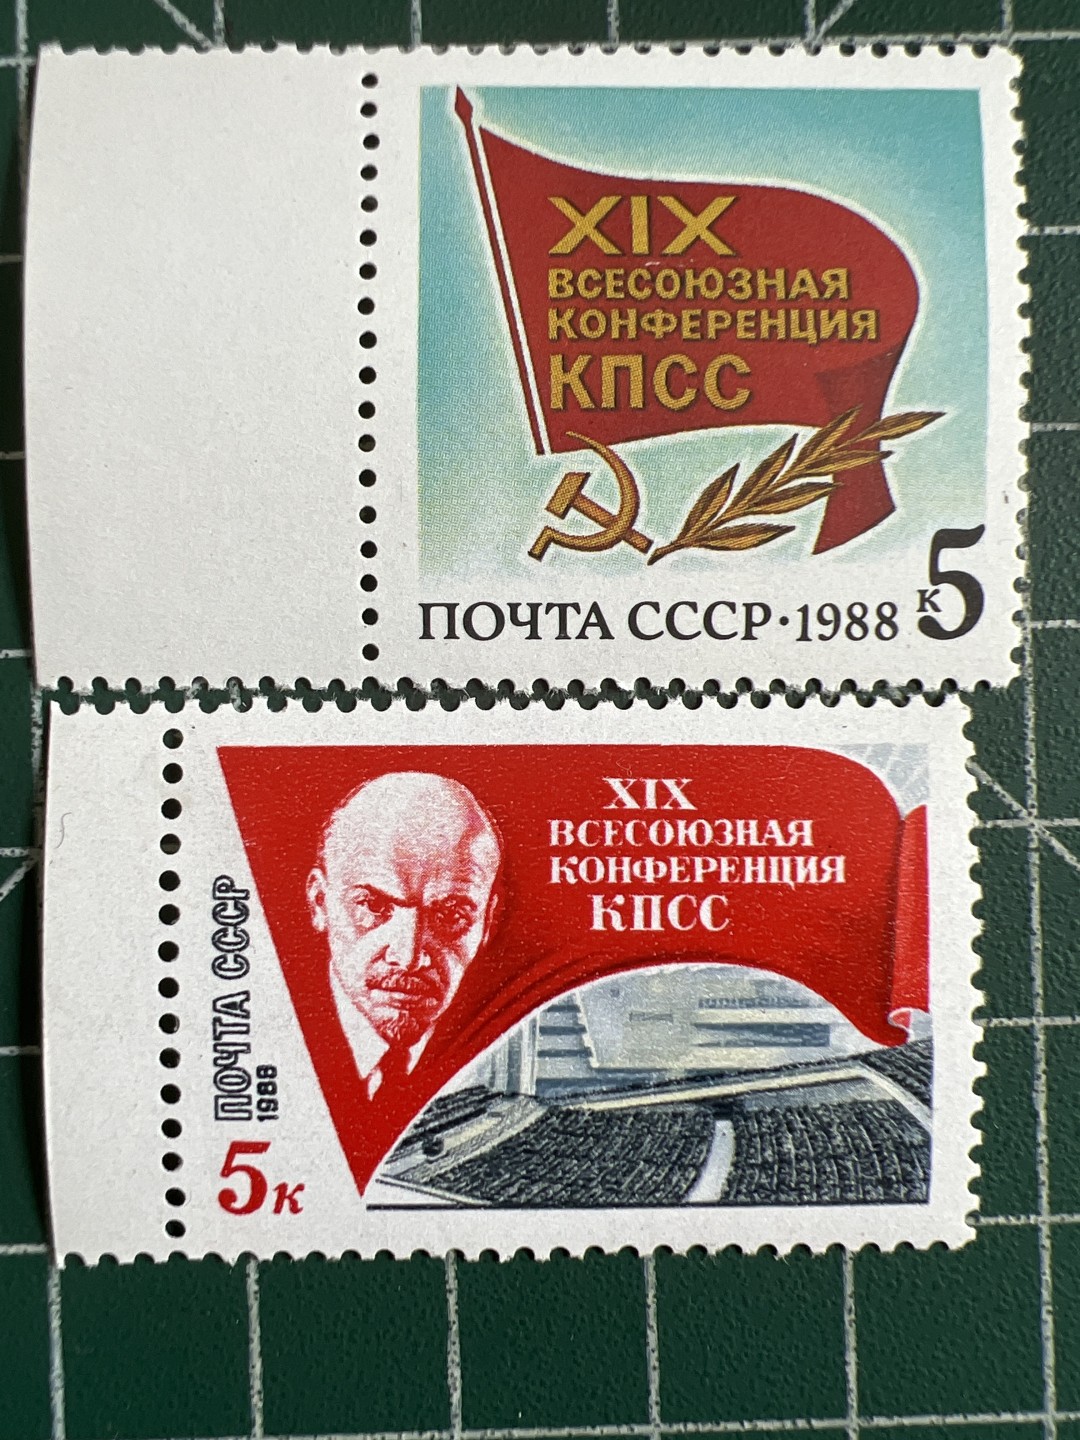 XIX
ВСЕСОЮЗНАЯ
КОНФЕРЕНЦИЯ
КПСС
ПОЧТА СССР·1988 к5
XIX
ВСЕСОЮЗНАЯ
КОНФЕРЕНЦИЯ
КПСС
ПОЧТА СССР
1988
5к